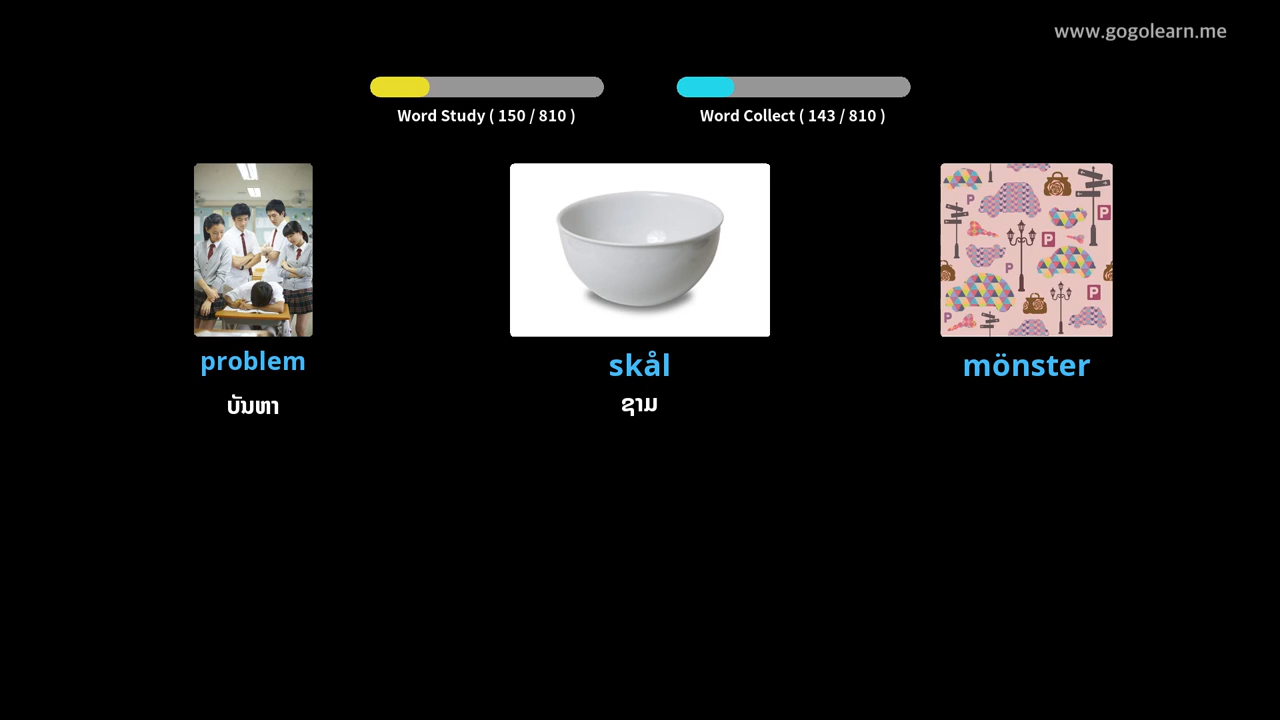 www.gogolearn.me
Word Study ( 150 / 810 )
Word Collect ( 143 / 810 )
P
P
P
P
P
P
problem
skål
mönster
ບັນຫາ
ຊາມ